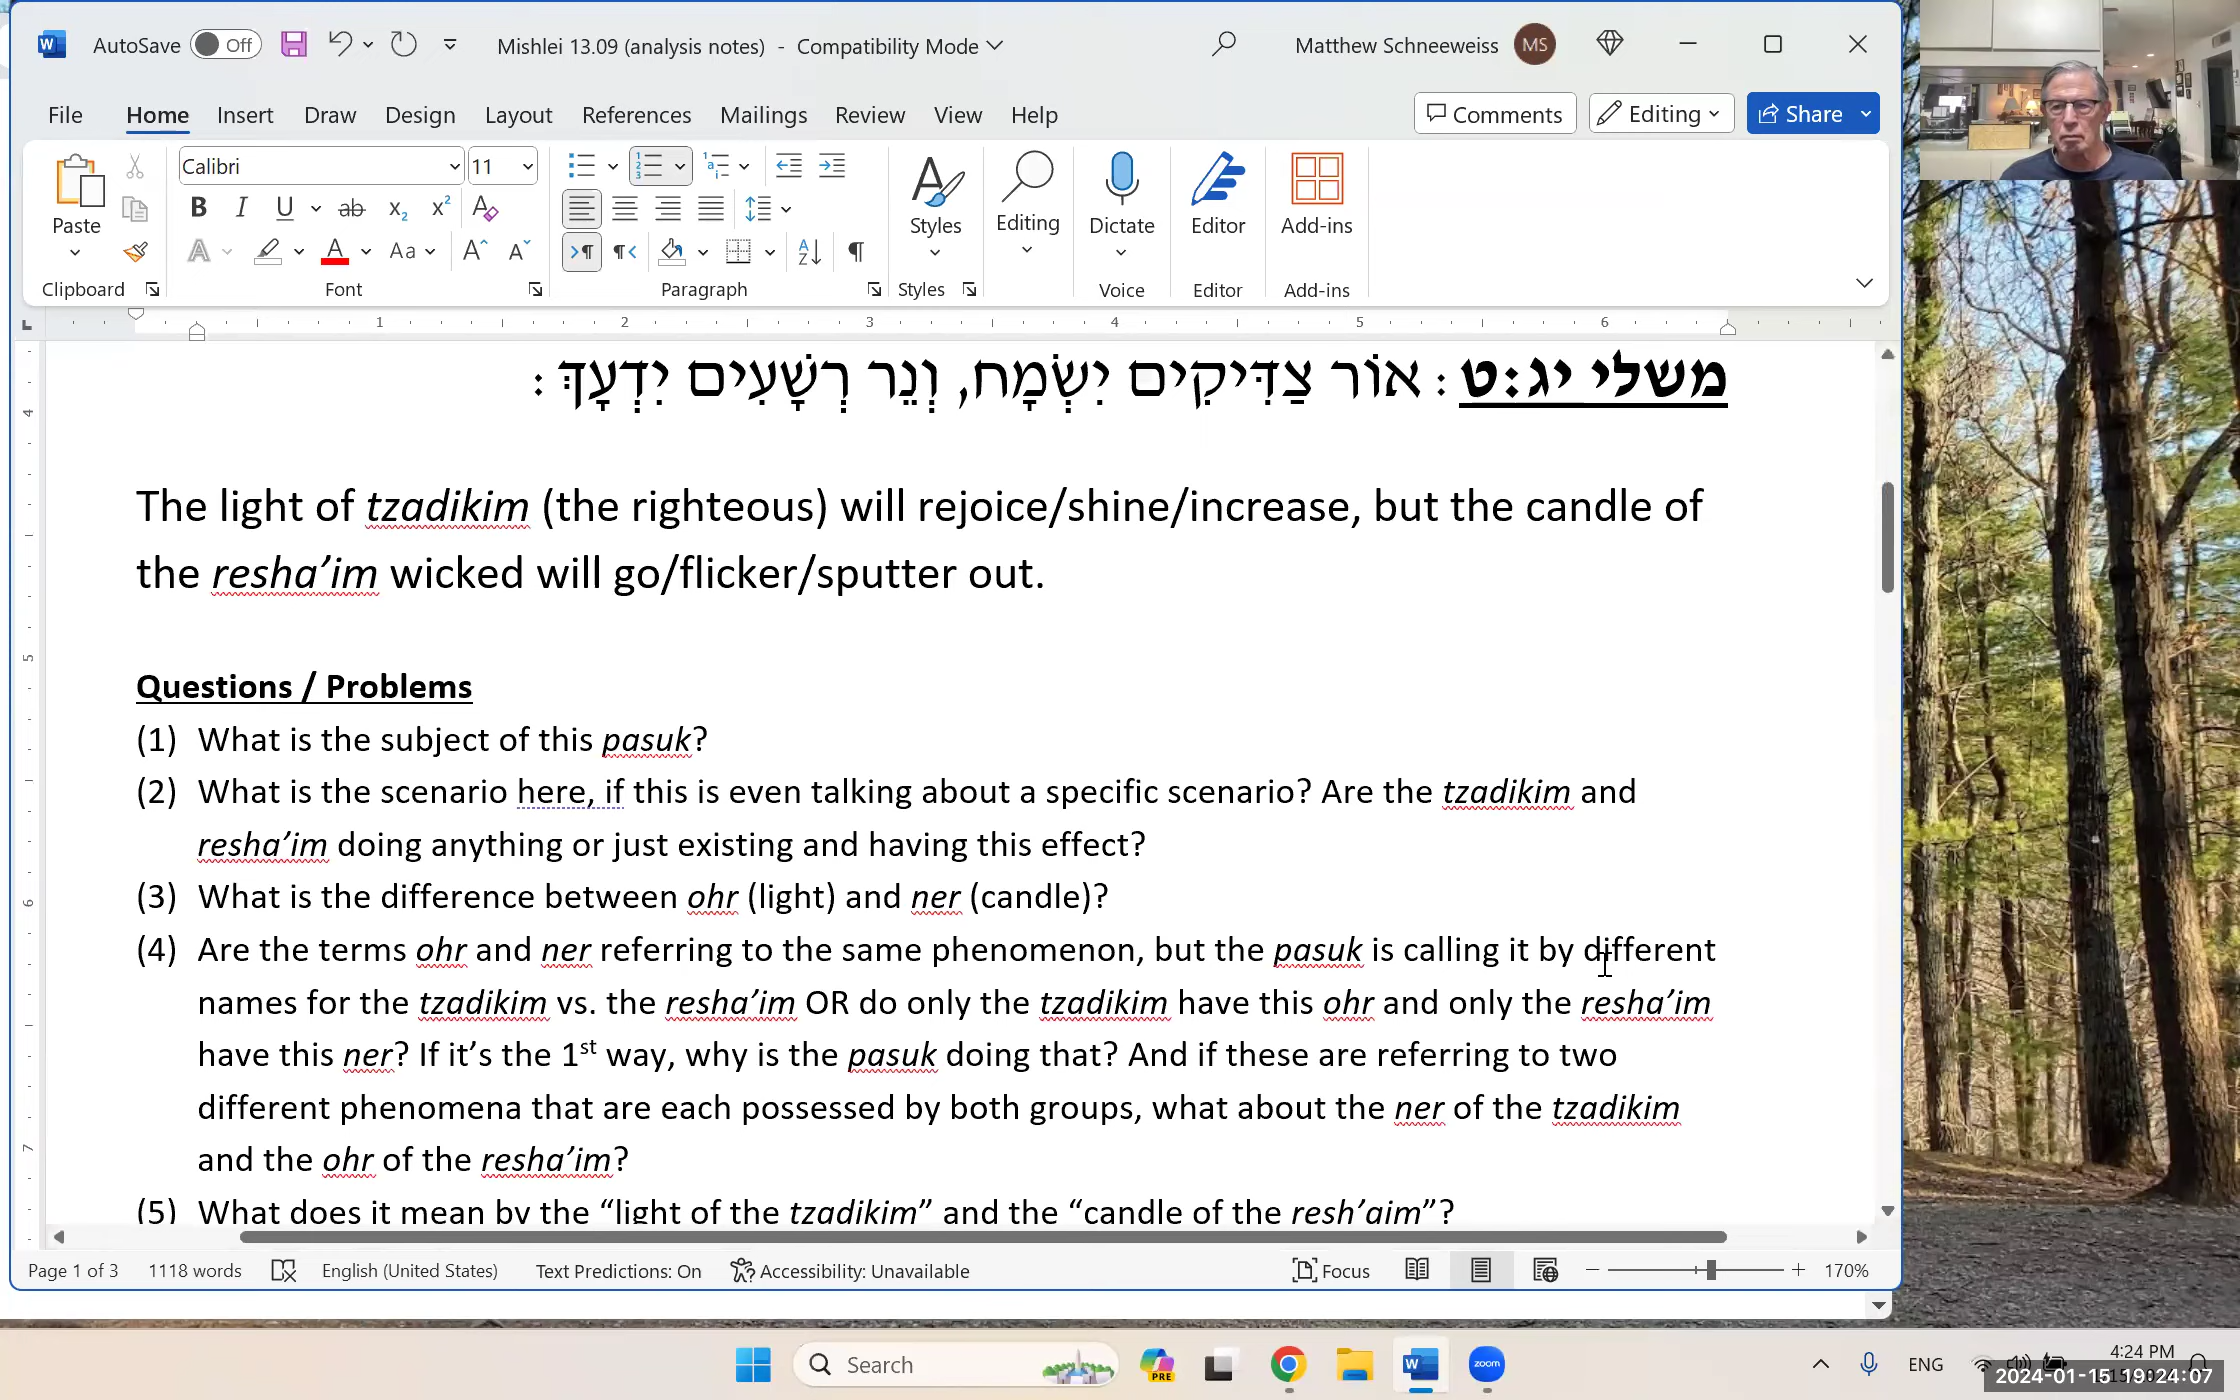 AutoSave Off Mishlei 13.09 (analysis notes) - Compatibility Mode Matthew Schneeweiss MS
File Home Insert Draw Design Layout References Mailings Review View Help Comments Editing Share
Calibri 11
Paste Styles Editing Dictate Editor Add-ins
Clipboard Font Paragraph Styles Voice Editor Add-ins
1 2 3 4 5 6
משלי יג:ט: אוֹר צַדִּיקִים יִשְׂמָח, וְנֵר רְשָׁעִים יִדְעָךְ:
The light of tzadikim (the righteous) will rejoice/shine/increase, but the candle of
the resha’im wicked will go/flicker/sputter out.
Questions / Problems
(1) What is the subject of this pasuk?
(2) What is the scenario here, if this is even talking about a specific scenario? Are the tzadikim and
resha’im doing anything or just existing and having this effect?
(3) What is the difference between ohr (light) and ner (candle)?
(4) Are the terms ohr and ner referring to the same phenomenon, but the pasuk is calling it by different
names for the tzadikim vs. the resha’im OR do only the tzadikim have this ohr and only the resha’im
have this ner? If it’s the 1st way, why is the pasuk doing that? And if these are referring to two
different phenomena that are each possessed by both groups, what about the ner of the tzadikim
and the ohr of the resha’im?
(5) What does it mean by the “light of the tzadikim” and the “candle of the resh’aim”?
Page 1 of 3 1118 words English (United States) Text Predictions: On Accessibility: Unavailable Focus 170%
Search PRE zoom ENG 4:24 PM
2024-01-15 19:24:07